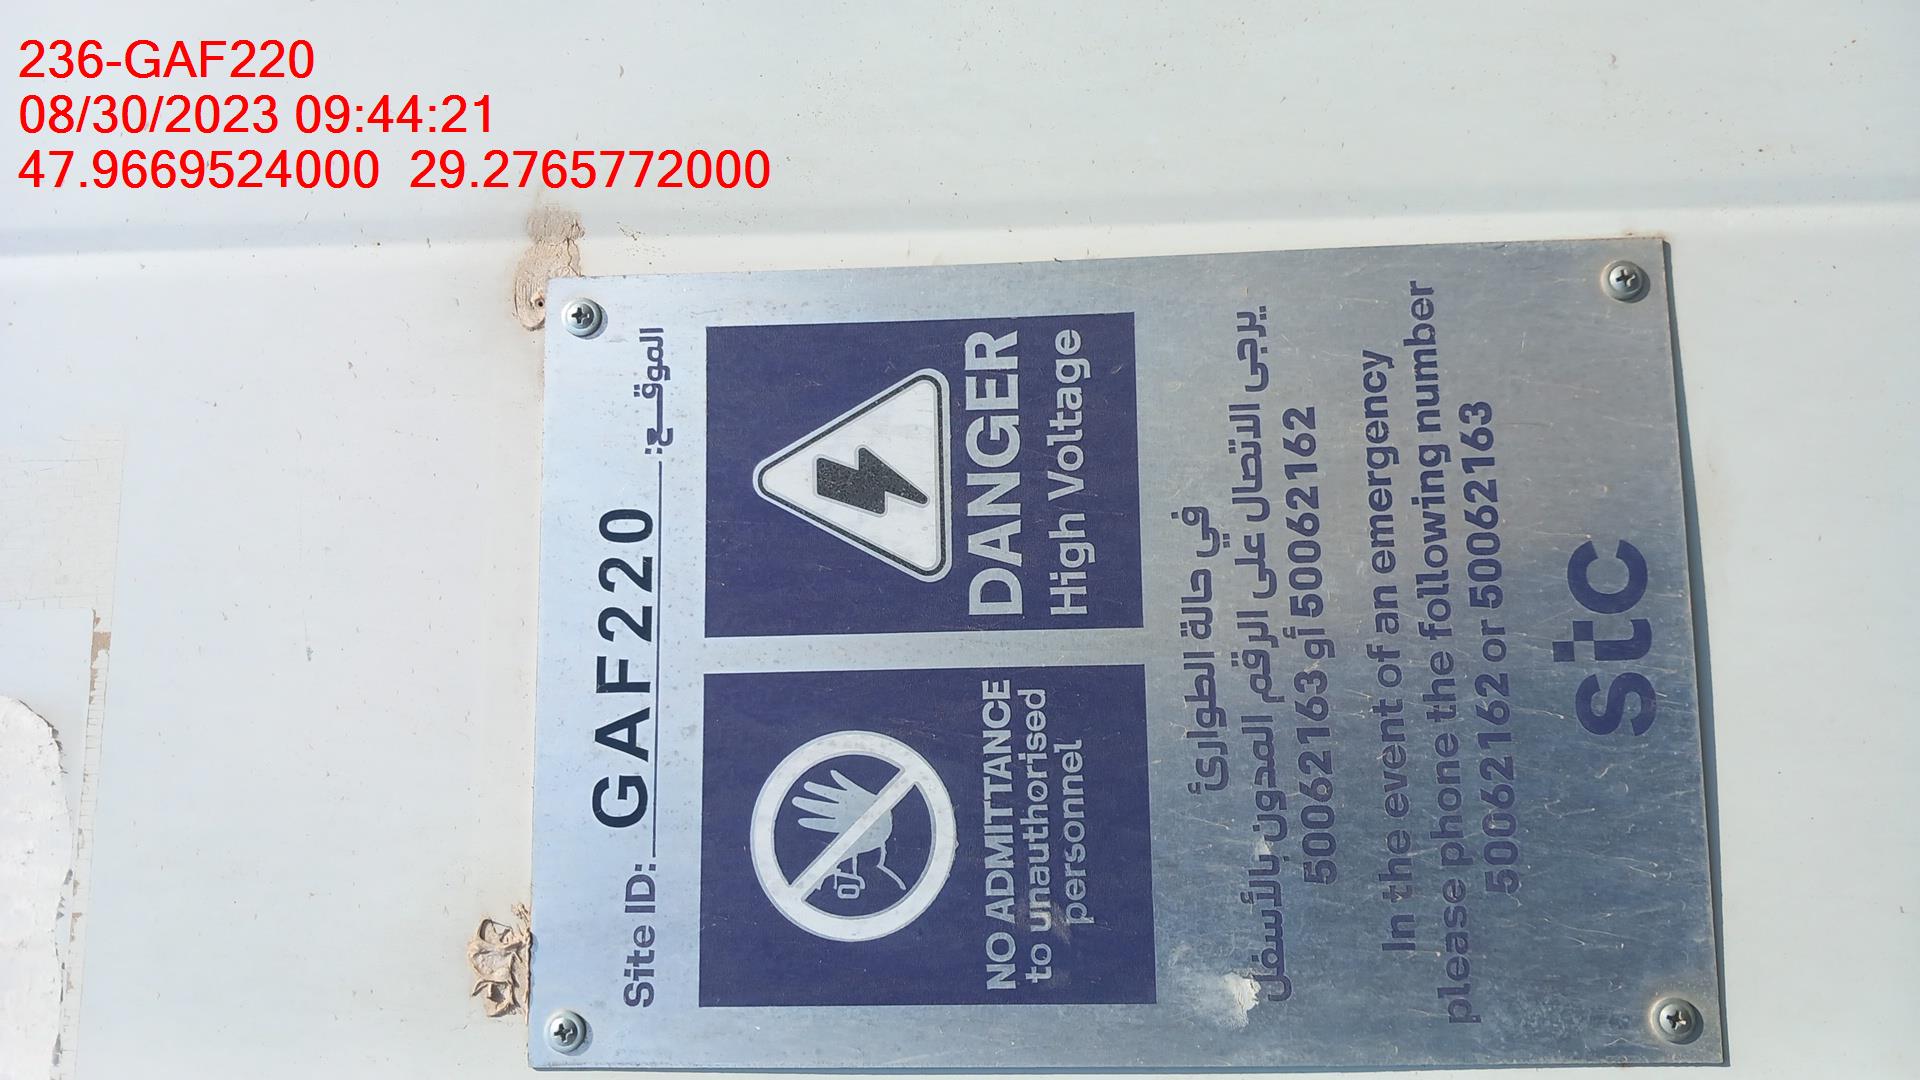 236-GAF220
08/30/2023 09:44:21
47.9669524000 29.2765772000
Site ID: GAF220 الموقـــع:
NO ADMITTANCE
to unauthorised
personnel
DANGER
High Voltage
في حالة الطوارئ
يرجى الاتصال على الرقم المدون بالأسفل
50062163 أو 50062162
In the event of an emergency
please phone the following number
50062162 or 50062163
stc